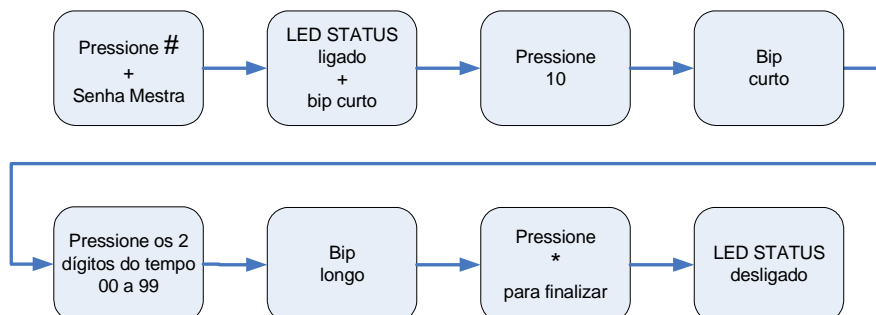 Pressione #
+
Senha Mestra
LED STATUS
ligado
+
bip curto
Pressione
10
Bip
curto
Pressione os 2
dígitos do tempo
00 a 99
Bip
longo
Pressione
*
para finalizar
LED STATUS
desligado